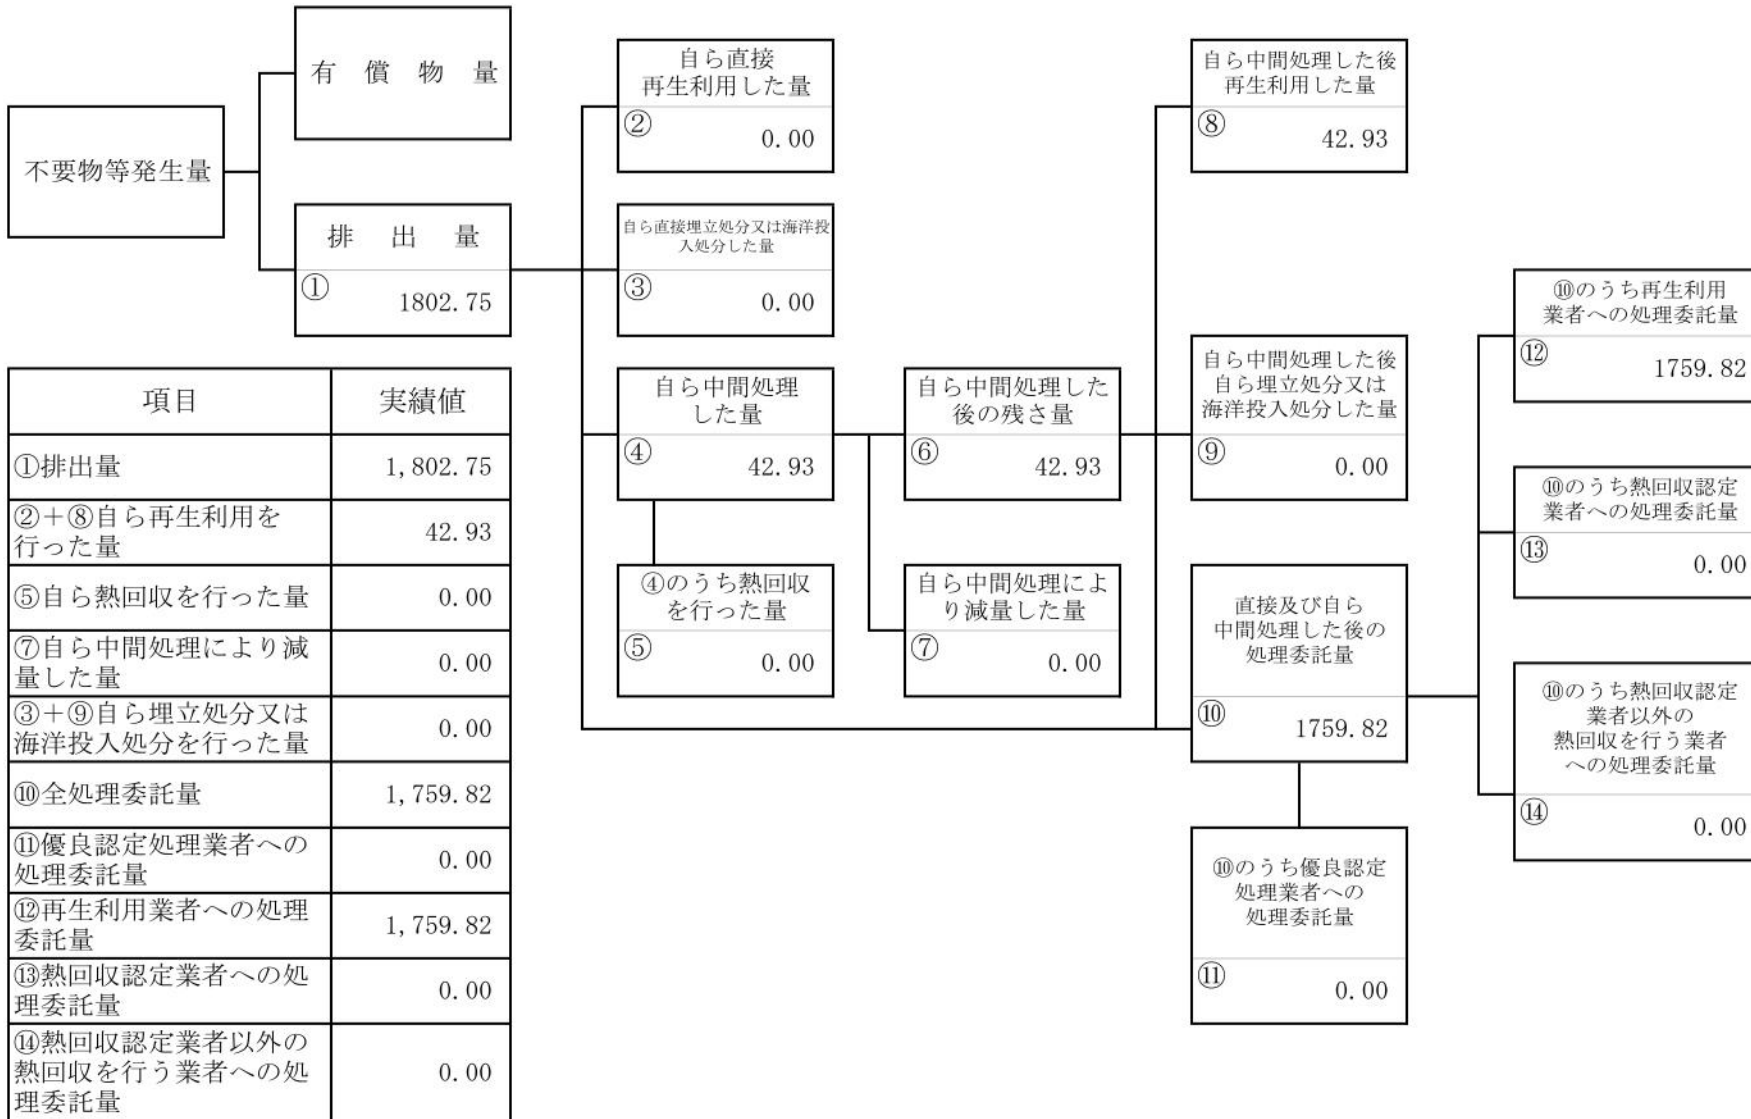 有償物量
不要物等発生量
排出量
①
1802.75
自ら直接
再生利用した量
②
0.00
自ら直接埋立処分又は海洋投
入処分した量
③
0.00
自ら中間処理
した量
④
42.93
④のうち熱回収
を行った量
⑤
0.00
自ら中間処理した
後の残さ量
⑥
42.93
自ら中間処理によ
り減量した量
⑦
0.00
自ら中間処理した後
再生利用した量
⑧
42.93
自ら中間処理した後
自ら埋立処分又は
海洋投入処分した量
⑨
0.00
直接及び自ら
中間処理した後の
処理委託量
⑩
1759.82
⑩のうち優良認定
処理業者への
処理委託量
⑪
0.00
⑩のうち再生利用
業者への処理委託量
⑫
1759.82
⑩のうち熱回収認定
業者への処理委託量
⑬
0.00
⑩のうち熱回収認定
業者以外の
熱回収を行う業者
への処理委託量
⑭
0.00
項目 実績値
①排出量 1,802.75
②＋⑧自ら再生利用を
行った量 42.93
⑤自ら熱回収を行った量 0.00
⑦自ら中間処理により減
量した量 0.00
③＋⑨自ら埋立処分又は
海洋投入処分を行った量 0.00
⑩全処理委託量 1,759.82
⑪優良認定処理業者への
処理委託量 0.00
⑫再生利用業者への処理
委託量 1,759.82
⑬熱回収認定業者への処
理委託量 0.00
⑭熱回収認定業者以外の
熱回収を行う業者への処
理委託量 0.00